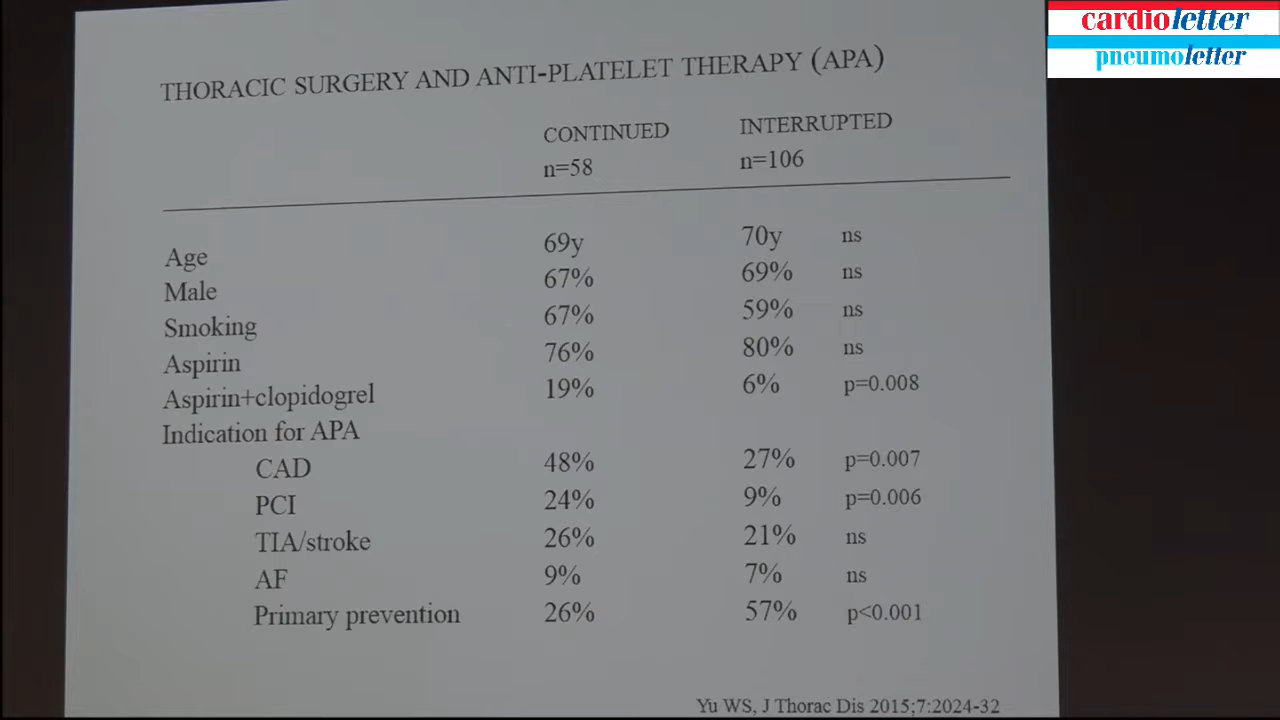 cardioletter
pneumoletter
THORACIC SURGERY AND ANTI-PLATELET THERAPY (APA)
CONTINUED INTERRUPTED
n=58 n=106
Age 69y 70y ns
Male 67% 69% ns
Smoking 67% 59% ns
Aspirin 76% 80% ns
Aspirin+clopidogrel 19% 6% p=0.008
Indication for APA
CAD 48% 27% p=0.007
PCI 24% 9% p=0.006
TIA/stroke 26% 21% ns
AF 9% 7% ns
Primary prevention 26% 57% p<0.001
Yu WS, J Thorac Dis 2015;7:2024-32